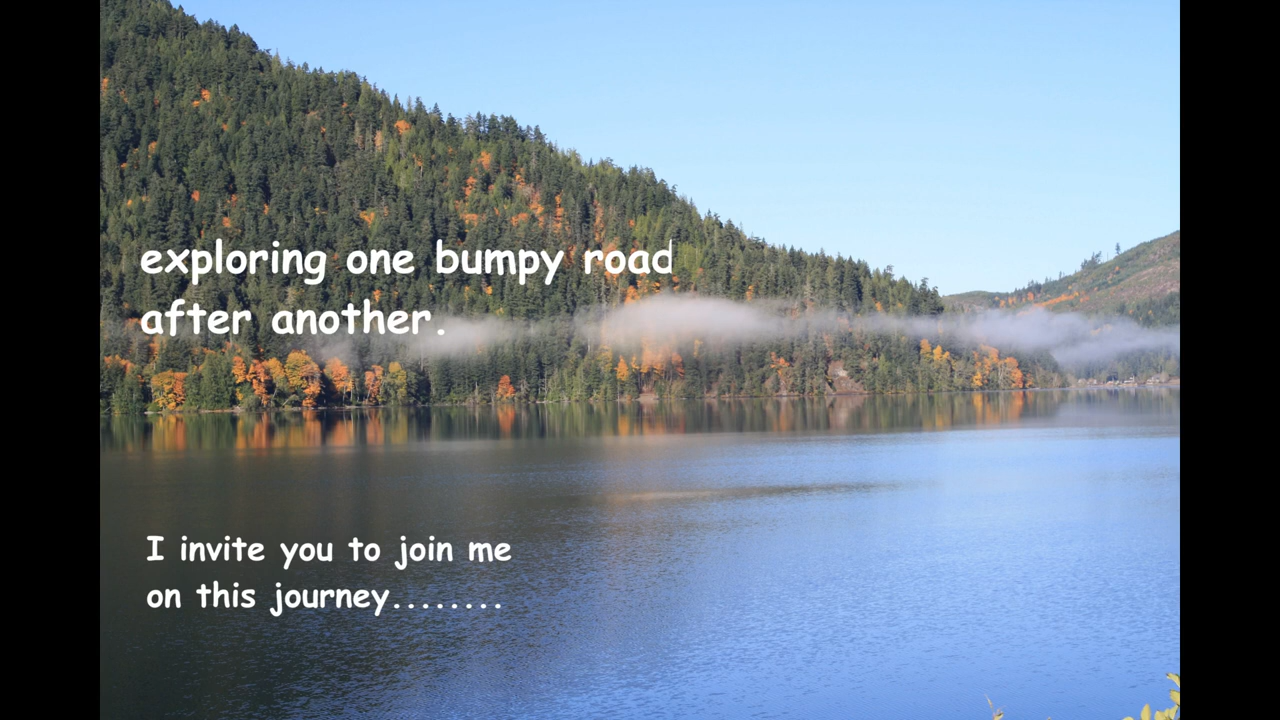 exploring one bumpy road
after another.
I invite you to join me
on this journey........